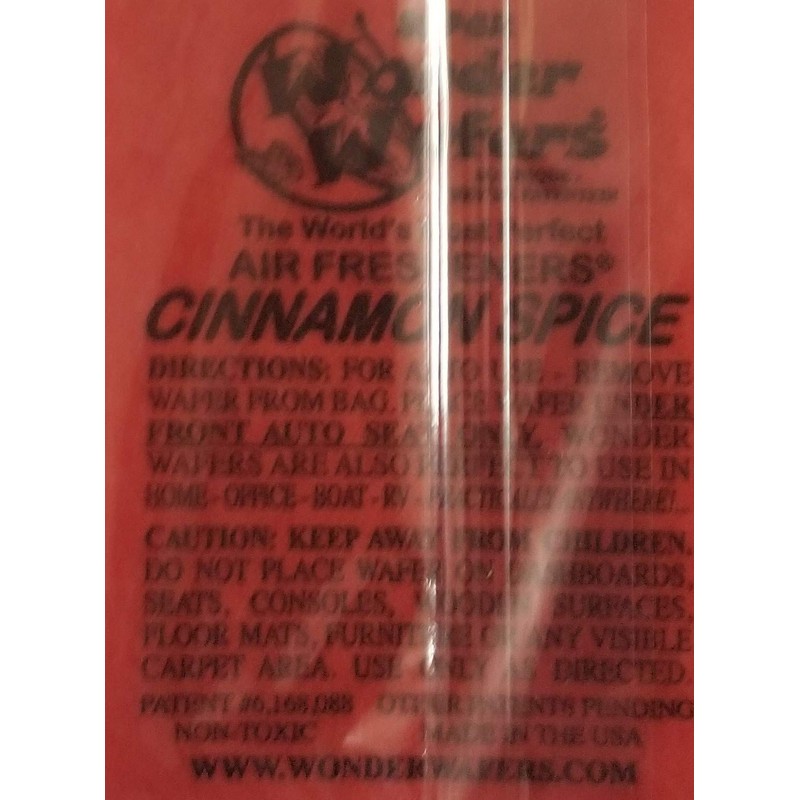 Wonder
Wafers
The World's Most Perfect
AIR FRESHENERS®
CINNAMON SPICE
DIRECTIONS: FOR AUTO USE - REMOVE
WAFER FROM BAG. PLACE WAFER UNDER
FRONT AUTO SEAT ONLY. WONDER
WAFERS ARE ALSO PERFECT TO USE IN
HOME - OFFICE - BOAT - RV - PRACTICALLY ANYWHERE!...
CAUTION: KEEP AWAY FROM CHILDREN.
DO NOT PLACE WAFER ON DASHBOARDS,
SEATS, CONSOLES, WOODEN SURFACES,
FLOOR MATS, FURNITURE OR ANY VISIBLE
CARPET AREA. USE ONLY AS DIRECTED.
PATENT #6,168,088 OTHER PATENTS PENDING
NON-TOXIC MADE IN THE USA
WWW.WONDERWAFERS.COM